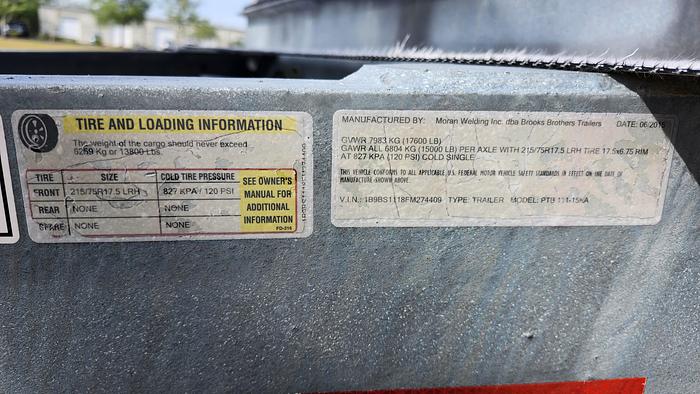 TIRE AND LOADING INFORMATION
The weight of the cargo should never exceed
6259 Kg or 13800 Lbs.
TIRE SIZE COLD TIRE PRESSURE
FRONT 215/75R17.5 LRH 827 KPA / 120 PSI
REAR NONE NONE
SPARE NONE NONE
SEE OWNER'S
MANUAL FOR
ADDITIONAL
INFORMATION
FD-316
MANUFACTURED BY: Moran Welding Inc. dba Brooks Brothers Trailers DATE: 06/2015
GVWR 7983 KG (17600 LB)
GAWR ALL 6804 KG (15000 LB) PER AXLE WITH 215/75R17.5 LRH TIRE 17.5x6.75 RIM
AT 827 KPA (120 PSI) COLD SINGLE
THIS VEHICLE CONFORMS TO ALL APPLICABLE U.S. FEDERAL MOTOR VEHICLE SAFETY STANDARDS IN EFFECT ON THE DATE OF
MANUFACTURE SHOWN ABOVE.
V.I.N.: 1B9BS1118FM274409 TYPE: TRAILER MODEL: PTB